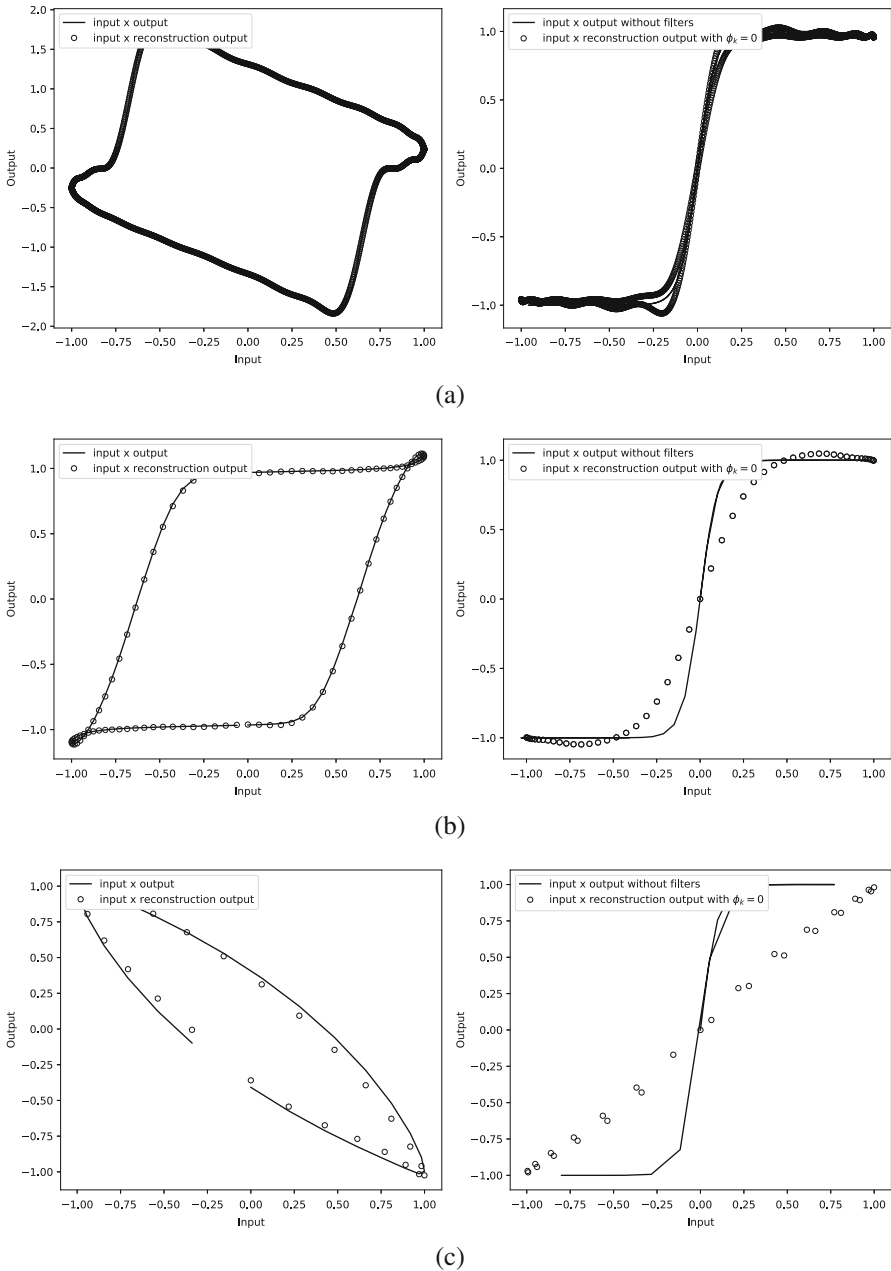 input x output
input x reconstruction output
Output
2.0
1.5
1.0
0.5
0.0
−0.5
−1.0
−1.5
−2.0
−1.00 −0.75 −0.50 −0.25 0.00 0.25 0.50 0.75 1.00
Input
input x output without filters
input x reconstruction output with ϕk = 0
Output
1.0
0.5
0.0
−0.5
−1.0
−1.00 −0.75 −0.50 −0.25 0.00 0.25 0.50 0.75 1.00
Input
(a)
input x output
input x reconstruction output
Output
1.0
0.5
0.0
−0.5
−1.0
−1.00 −0.75 −0.50 −0.25 0.00 0.25 0.50 0.75 1.00
Input
input x output without filters
input x reconstruction output with ϕk = 0
Output
1.0
0.5
0.0
−0.5
−1.0
−1.00 −0.75 −0.50 −0.25 0.00 0.25 0.50 0.75 1.00
Input
(b)
input x output
input x reconstruction output
Output
1.00
0.75
0.50
0.25
0.00
−0.25
−0.50
−0.75
−1.00
−1.00 −0.75 −0.50 −0.25 0.00 0.25 0.50 0.75 1.00
Input
input x output without filters
input x reconstruction output with ϕk = 0
Output
1.00
0.75
0.50
0.25
0.00
−0.25
−0.50
−0.75
−1.00
−1.00 −0.75 −0.50 −0.25 0.00 0.25 0.50 0.75 1.00
Input
(c)